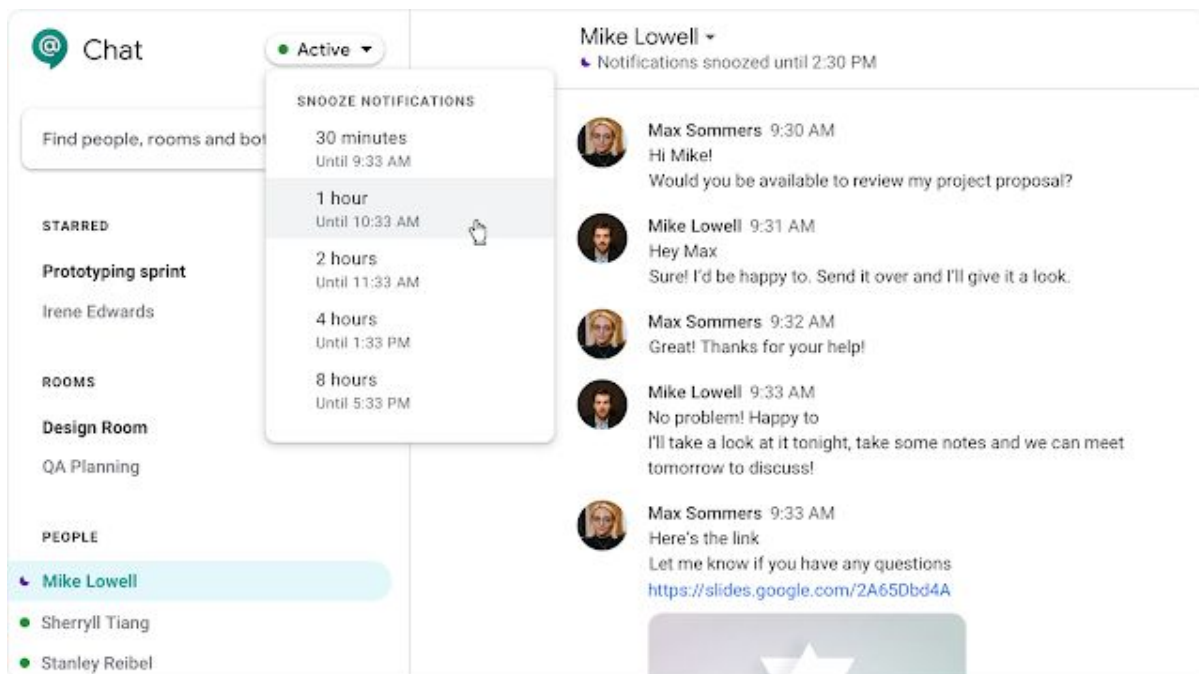 Chat
Active
SNOOZE NOTIFICATIONS
30 minutes
Until 9:33 AM
1 hour
Until 10:33 AM
2 hours
Until 11:33 AM
4 hours
Until 1:33 PM
8 hours
Until 5:33 PM
Find people, rooms and bot
STARRED
Prototyping sprint
Irene Edwards
ROOMS
Design Room
QA Planning
PEOPLE
Mike Lowell
Sherryll Tiang
Stanley Reibel
Mike Lowell
Notifications snoozed until 2:30 PM
Max Sommers 9:30 AM
Hi Mike!
Would you be available to review my project proposal?
Mike Lowell 9:31 AM
Hey Max
Sure! I'd be happy to. Send it over and I'll give it a look.
Max Sommers 9:32 AM
Great! Thanks for your help!
Mike Lowell 9:33 AM
No problem! Happy to
I'll take a look at it tonight, take some notes and we can meet
tomorrow to discuss!
Max Sommers 9:33 AM
Here's the link
Let me know if you have any questions
https://slides.google.com/2A65Dbd4A